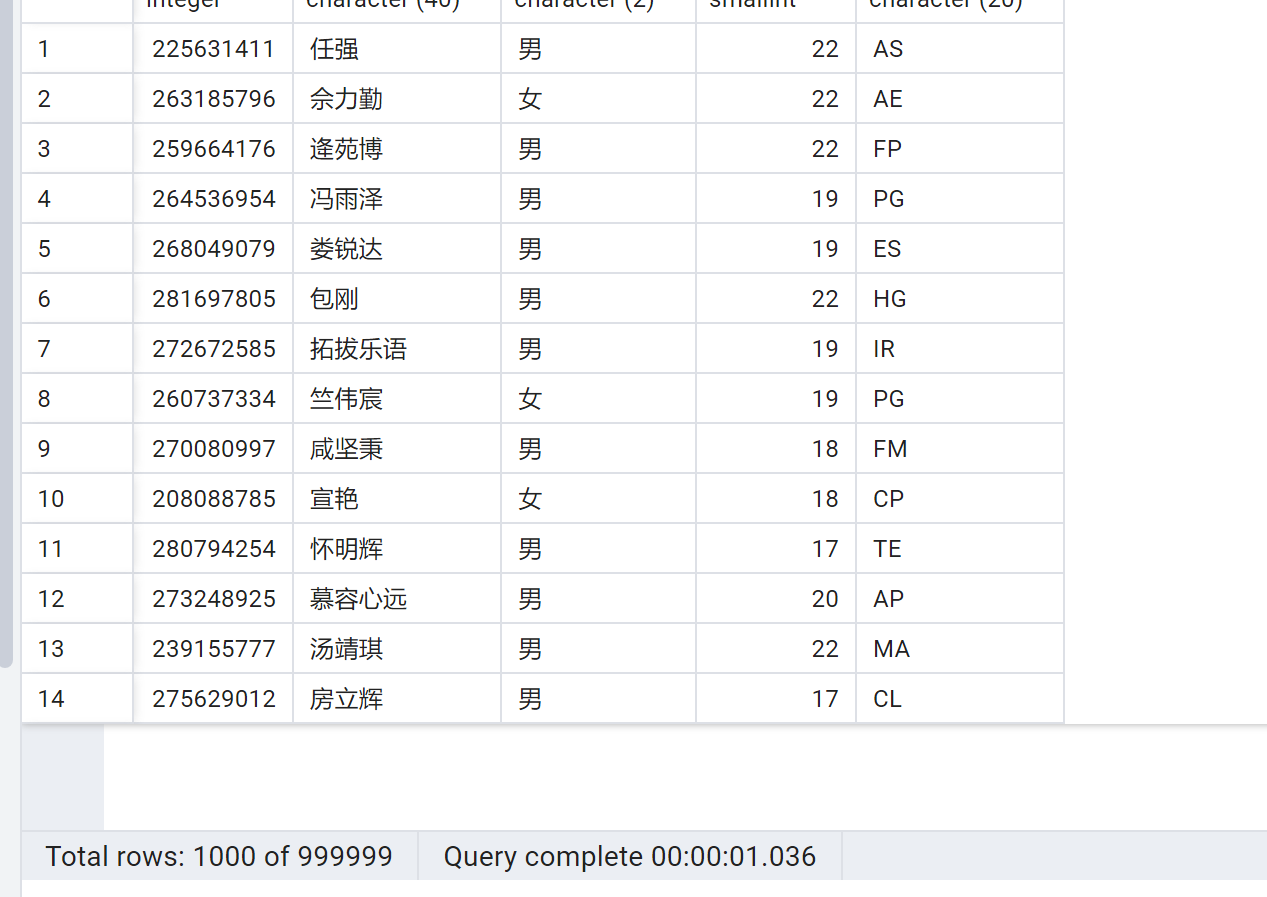 integer character (40) character (2) smallint character (20)
1 225631411 任强 男 22 AS
2 263185796 佘力勤 女 22 AE
3 259664176 逄苑博 男 22 FP
4 264536954 冯雨泽 男 19 PG
5 268049079 娄锐达 男 19 ES
6 281697805 包刚 男 22 HG
7 272672585 拓拔乐语 男 19 IR
8 260737334 竺伟宸 女 19 PG
9 270080997 咸坚秉 男 18 FM
10 208088785 宣艳 女 18 CP
11 280794254 怀明辉 男 17 TE
12 273248925 慕容心远 男 20 AP
13 239155777 汤靖琪 男 22 MA
14 275629012 房立辉 男 17 CL
Total rows: 1000 of 999999 Query complete 00:00:01.036